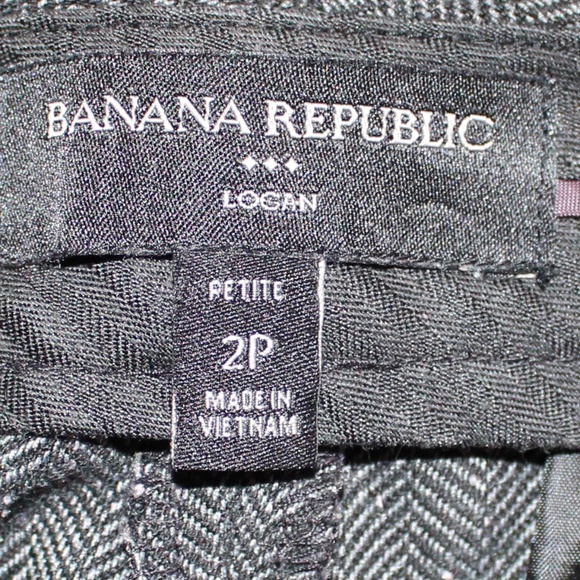 BANANA REPUBLIC
LOGAN
PETITE
2P
MADE IN
VIETNAM